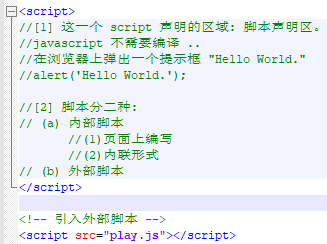 <script>
//[1] 这一个 script 声明的区域: 脚本声明区。
//javascript 不需要编译 ..
//在浏览器上弹出一个提示框 "Hello World."
//alert('Hello World.');
//[2] 脚本分二种:
// (a) 内部脚本
//(1)页面上编写
//(2)内联形式
// (b) 外部脚本
</script>
<!-- 引入外部脚本 -->
<script src="play.js"></script>